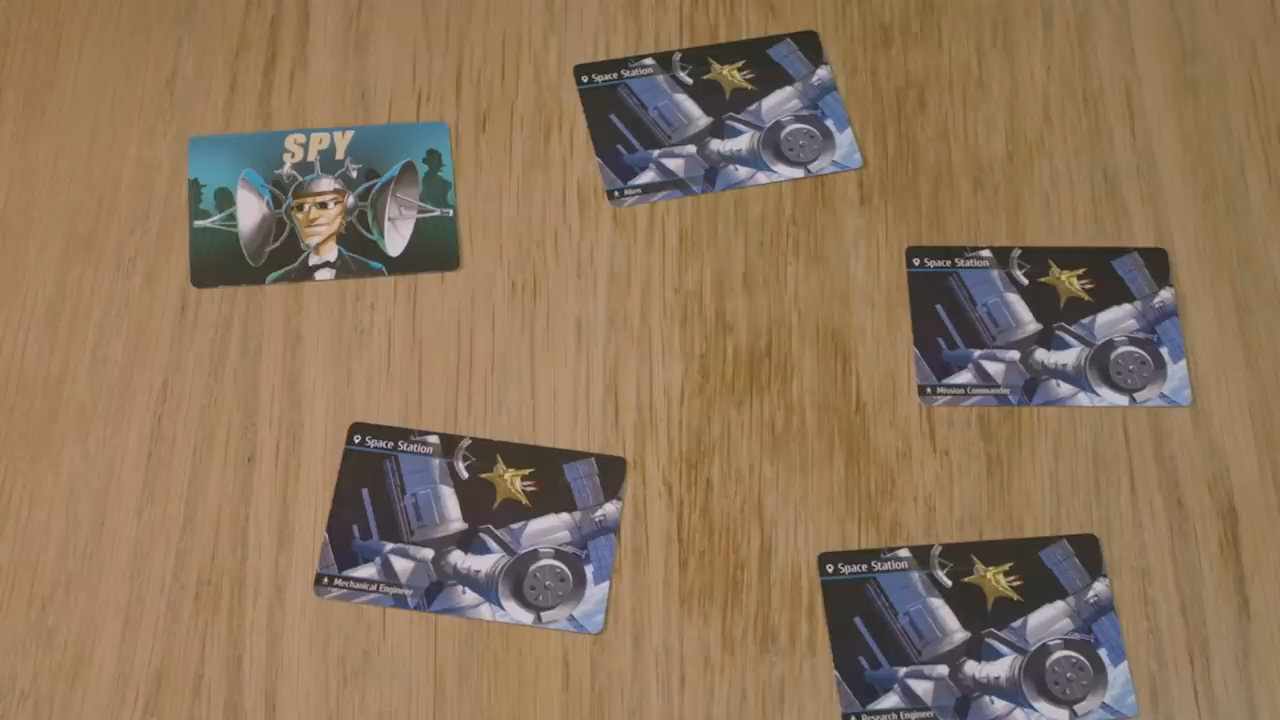 SPY
Space Station
Alien
Space Station
Mission Commander
Space Station
Mechanical Engineer
Space Station
Research Engineer